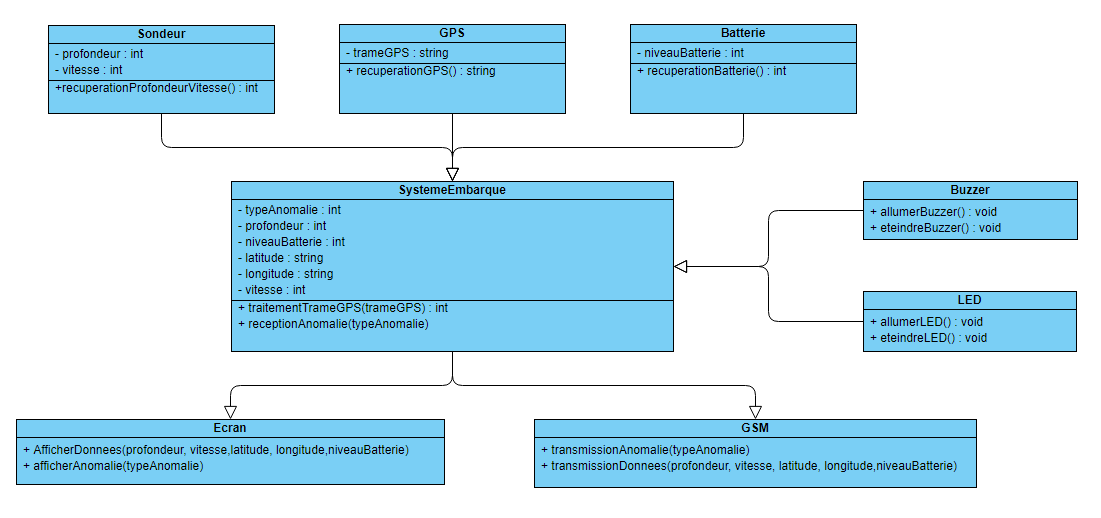 Sondeur
- profondeur : int
- vitesse : int
+recuperationProfondeurVitesse() : int
GPS
- trameGPS : string
+ recuperationGPS() : string
Batterie
- niveauBatterie : int
+ recuperationBatterie() : int
SystemeEmbarque
- typeAnomalie : int
- profondeur : int
- niveauBatterie : int
- latitude : string
- longitude : string
- vitesse : int
+ traitementTrameGPS(trameGPS) : int
+ receptionAnomalie(typeAnomalie)
Buzzer
+ allumerBuzzer() : void
+ eteindreBuzzer() : void
LED
+ allumerLED() : void
+ eteindreLED() : void
Ecran
+ AfficherDonnees(profondeur, vitesse,latitude, longitude,niveauBatterie)
+ afficherAnomalie(typeAnomalie)
GSM
+ transmissionAnomalie(typeAnomalie)
+ transmissionDonnees(profondeur, vitesse, latitude, longitude,niveauBatterie)